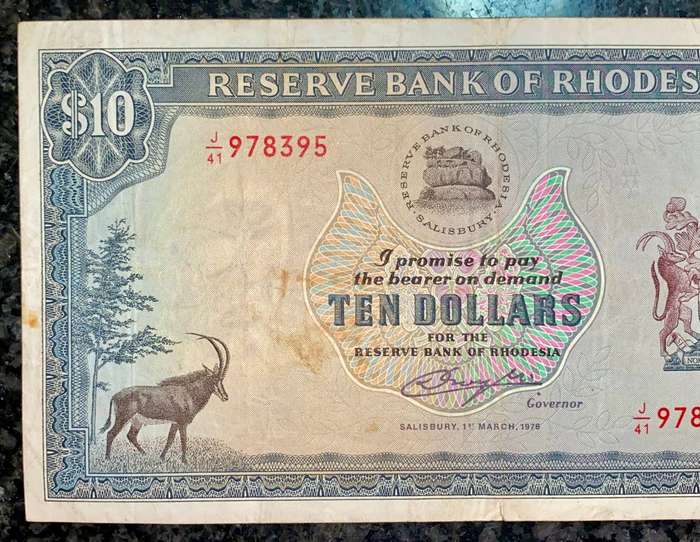 RESERVE BANK OF RHODES
$10
J/41 978395
RESERVE BANK OF RHODESIA
SALISBURY
I promise to pay
the bearer on demand
TEN DOLLARS
FOR THE
RESERVE BANK OF RHODESIA
Governor
SALISBURY, 1ST MARCH, 1976
J/41 978